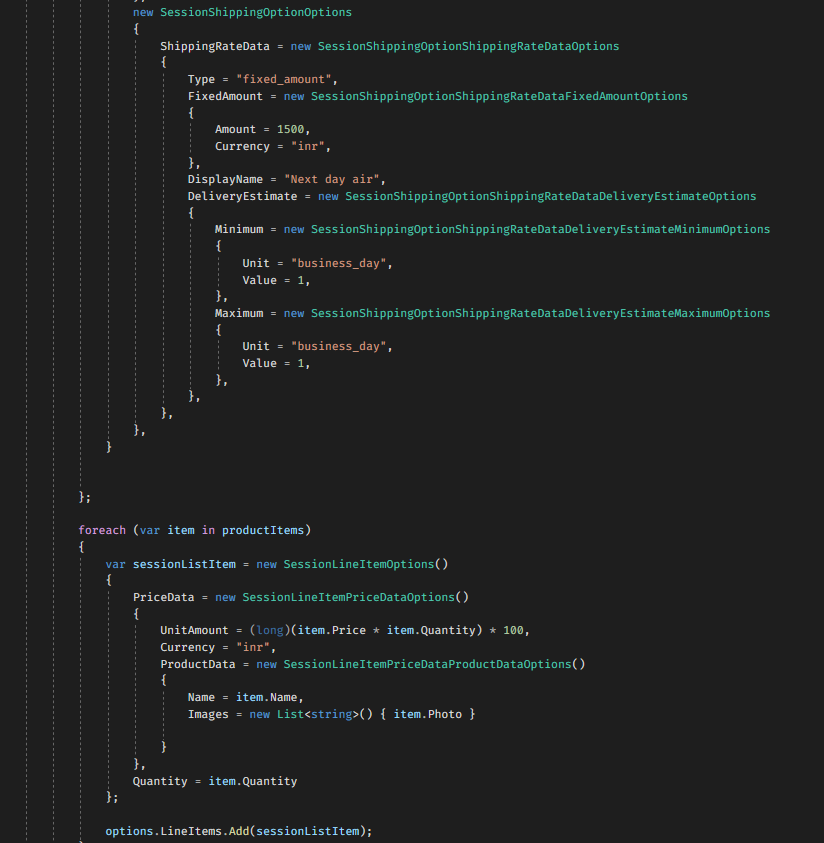 new SessionShippingOptionOptions
{
ShippingRateData = new SessionShippingOptionShippingRateDataOptions
{
Type = "fixed_amount",
FixedAmount = new SessionShippingOptionShippingRateDataFixedAmountOptions
{
Amount = 1500,
Currency = "inr",
},
DisplayName = "Next day air",
DeliveryEstimate = new SessionShippingOptionShippingRateDataDeliveryEstimateOptions
{
Minimum = new SessionShippingOptionShippingRateDataDeliveryEstimateMinimumOptions
{
Unit = "business_day",
Value = 1,
},
Maximum = new SessionShippingOptionShippingRateDataDeliveryEstimateMaximumOptions
{
Unit = "business_day",
Value = 1,
},
},
},
},
}
};
foreach (var item in productItems)
{
var sessionListItem = new SessionLineItemOptions()
{
PriceData = new SessionLineItemPriceDataOptions()
{
UnitAmount = (long)(item.Price * item.Quantity) * 100,
Currency = "inr",
ProductData = new SessionLineItemPriceDataProductDataOptions()
{
Name = item.Name,
Images = new List<string>() { item.Photo }
}
},
Quantity = item.Quantity
};
options.LineItems.Add(sessionListItem);